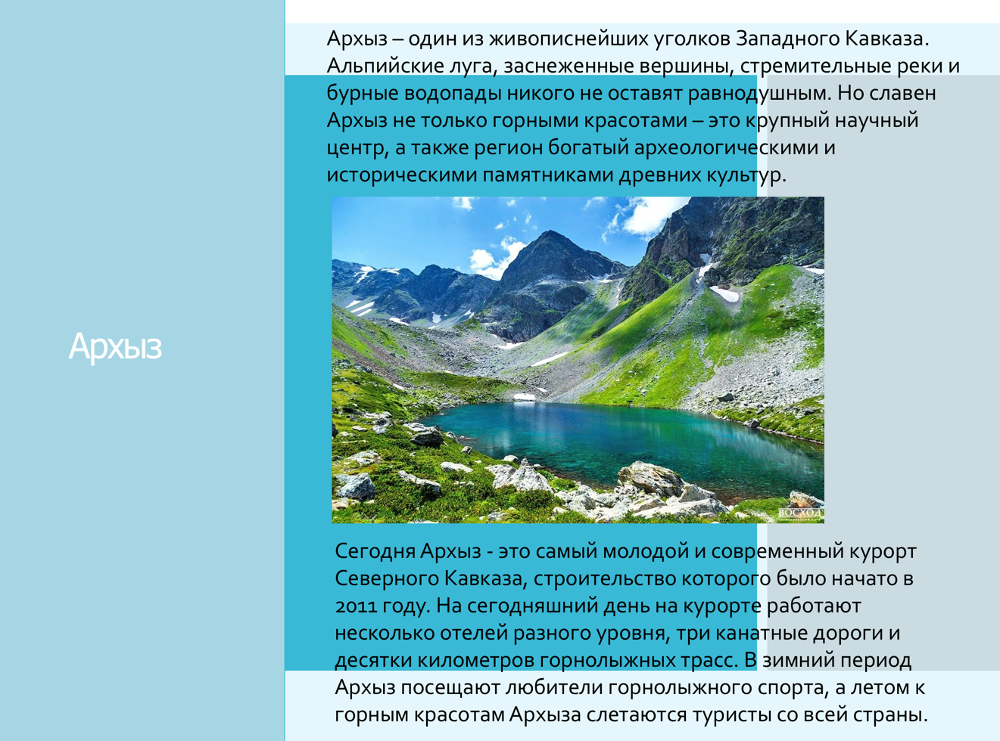 Архыз – один из живописнейших уголков Западного Кавказа.
Альпийские луга, заснеженные вершины, стремительные реки и
бурные водопады никого не оставят равнодушным. Но славен
Архыз не только горными красотами – это крупный научный
центр, а также регион богатый археологическими и
историческими памятниками древних культур.
Архыз
ВОСХОД
Сегодня Архыз - это самый молодой и современный курорт
Северного Кавказа, строительство которого было начато в
2011 году. На сегодняшний день на курорте работают
несколько отелей разного уровня, три канатные дороги и
десятки километров горнолыжных трасс. В зимний период
Архыз посещают любители горнолыжного спорта, а летом к
горным красотам Архыза слетаются туристы со всей страны.